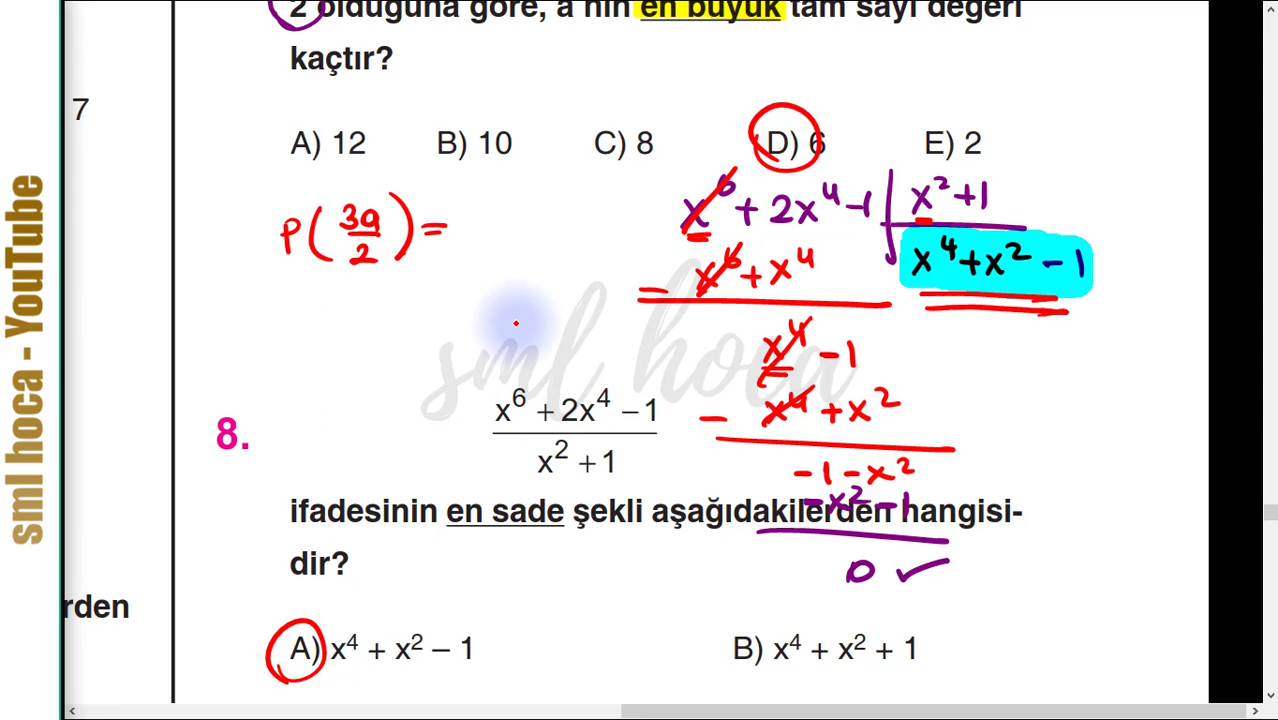 2 olduğuna göre, a'nın en büyük tam sayı değeri
kaçtır?
7
A) 12 B) 10 C) 8 D) 6 E) 2
P(3a/2)=
x⁶ + 2x⁴ -1 x² +1
x⁶ + x⁴ x⁴+x² -1
x⁴ -1
- x⁴ +x²
-1 -x²
-x² -1
0 ✓
sml hoca
8.
x⁶ + 2x⁴ – 1
x² + 1
ifadesinin en sade şekli aşağıdakilerden hangisi-
dir?
rden
A) x⁴ + x² – 1 B) x⁴ + x² + 1
sml hoca - YouTube